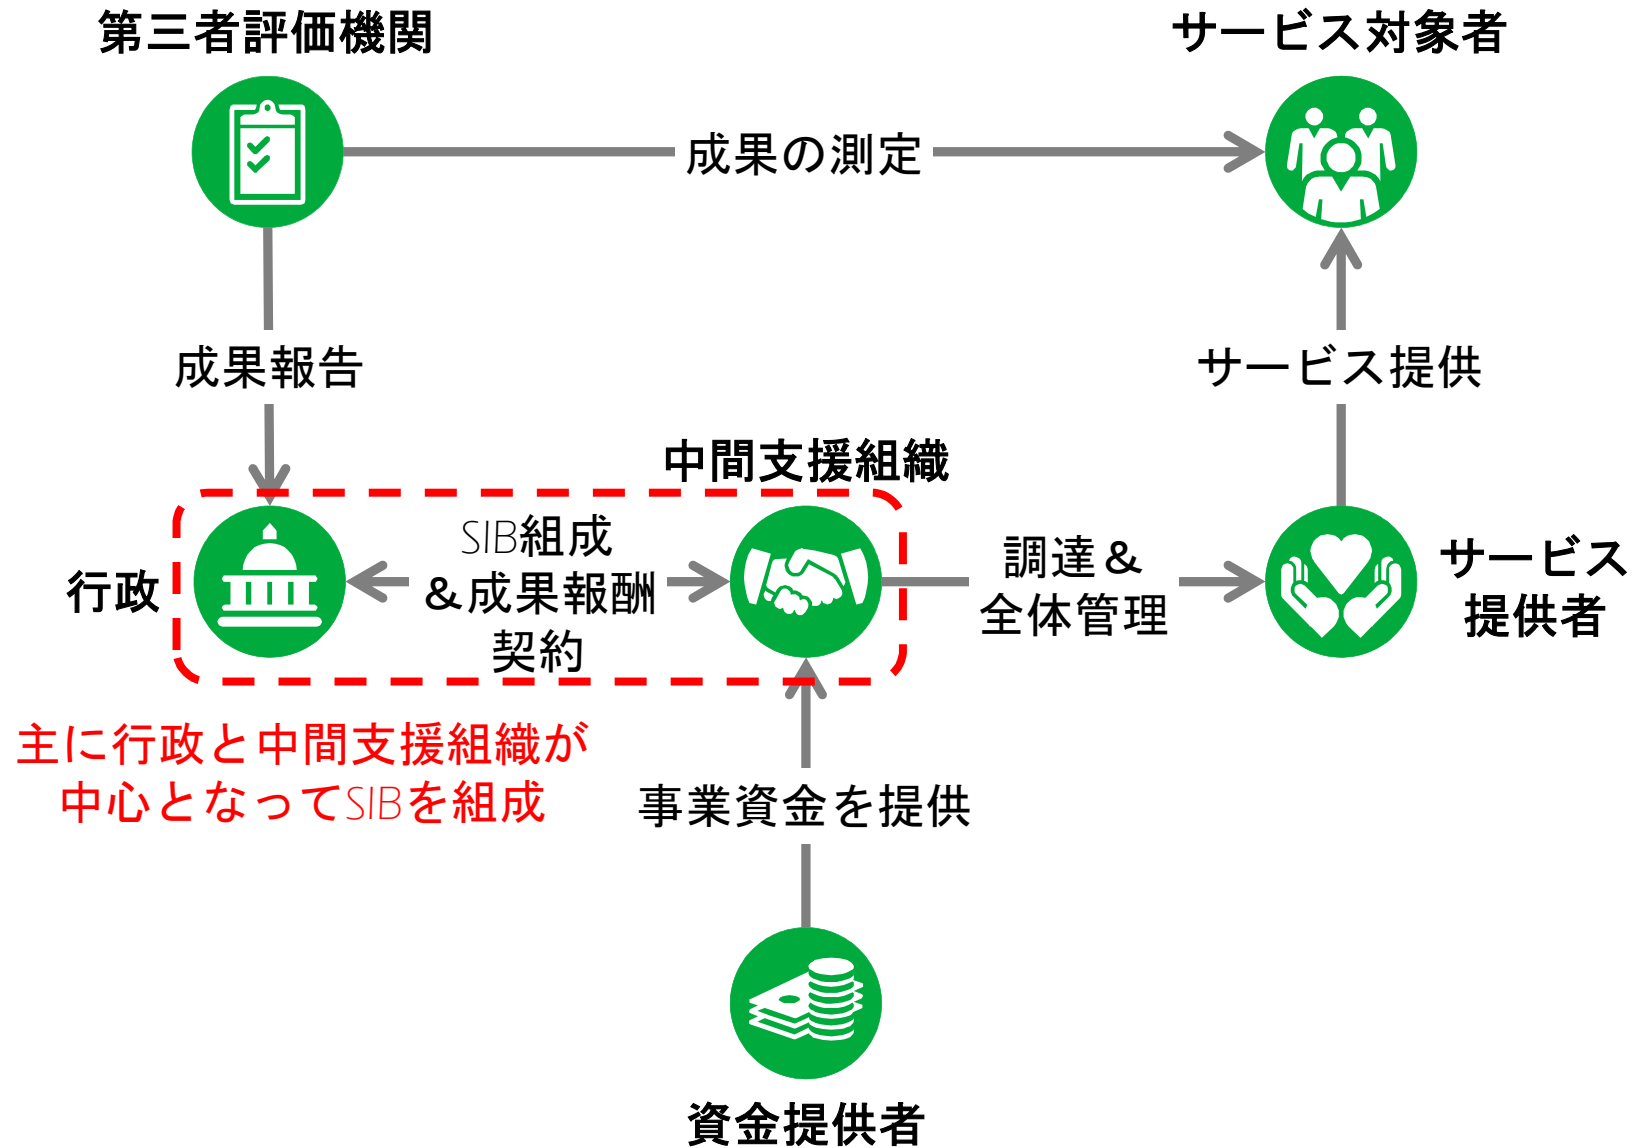 第三者評価機関
サービス対象者
成果の測定
成果報告
サービス提供
中間支援組織
行政
SIB組成
＆成果報酬
契約
調達＆
全体管理
サービス
提供者
主に行政と中間支援組織が
中心となってSIBを組成
事業資金を提供
資金提供者